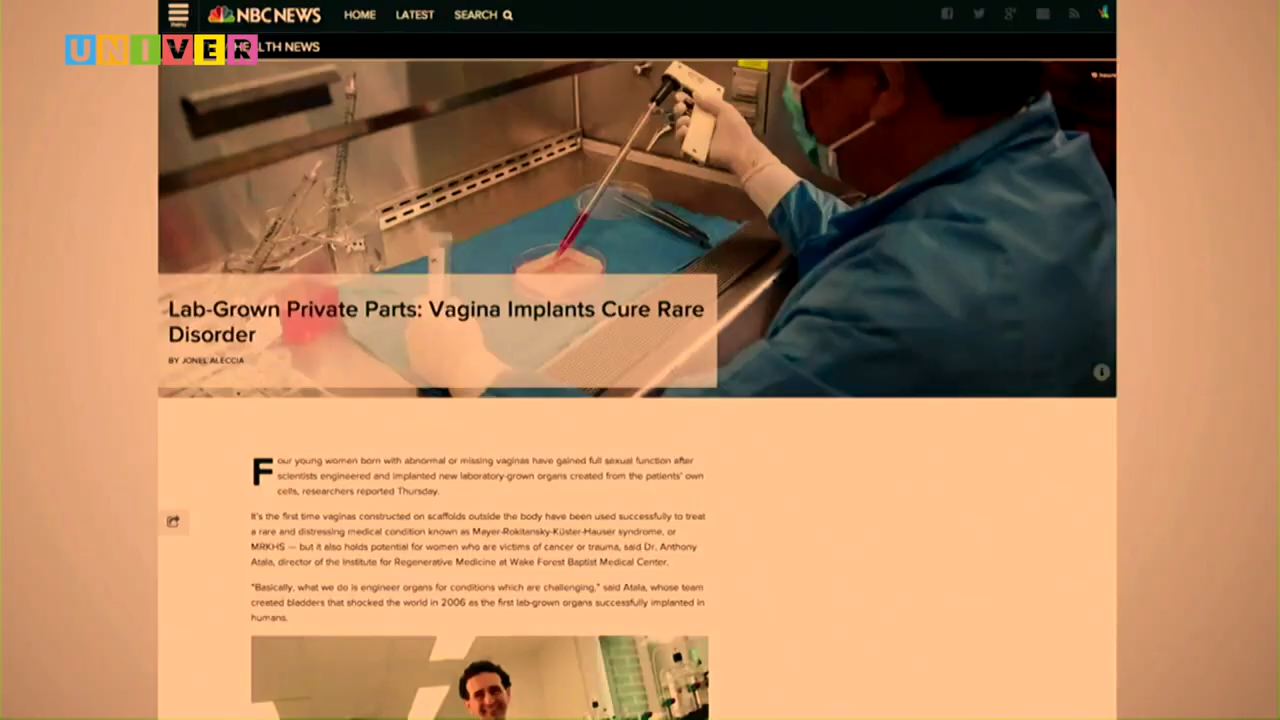 menu
NBC NEWS
HOME
LATEST
SEARCH
UNIVER
HEALTH NEWS
Lab-Grown Private Parts: Vagina Implants Cure Rare
Disorder
BY JONEL ALECCIA
Four young women born with abnormal or missing vaginas have gained full sexual function after
scientists engineered and implanted new laboratory-grown organs created from the patients' own
cells, researchers reported Thursday.
It's the first time vaginas constructed on scaffolds outside the body have been used successfully to treat
a rare and distressing medical condition known as Mayer-Rokitansky-Küster-Hauser syndrome, or
MRKHS — but it also holds potential for women who are victims of cancer or trauma, said Dr. Anthony
Atala, director of the Institute for Regenerative Medicine at Wake Forest Baptist Medical Center.
"Basically, what we do is engineer organs for conditions which are challenging," said Atala, whose team
created bladders that shocked the world in 2006 as the first lab-grown organs successfully implanted in
humans.